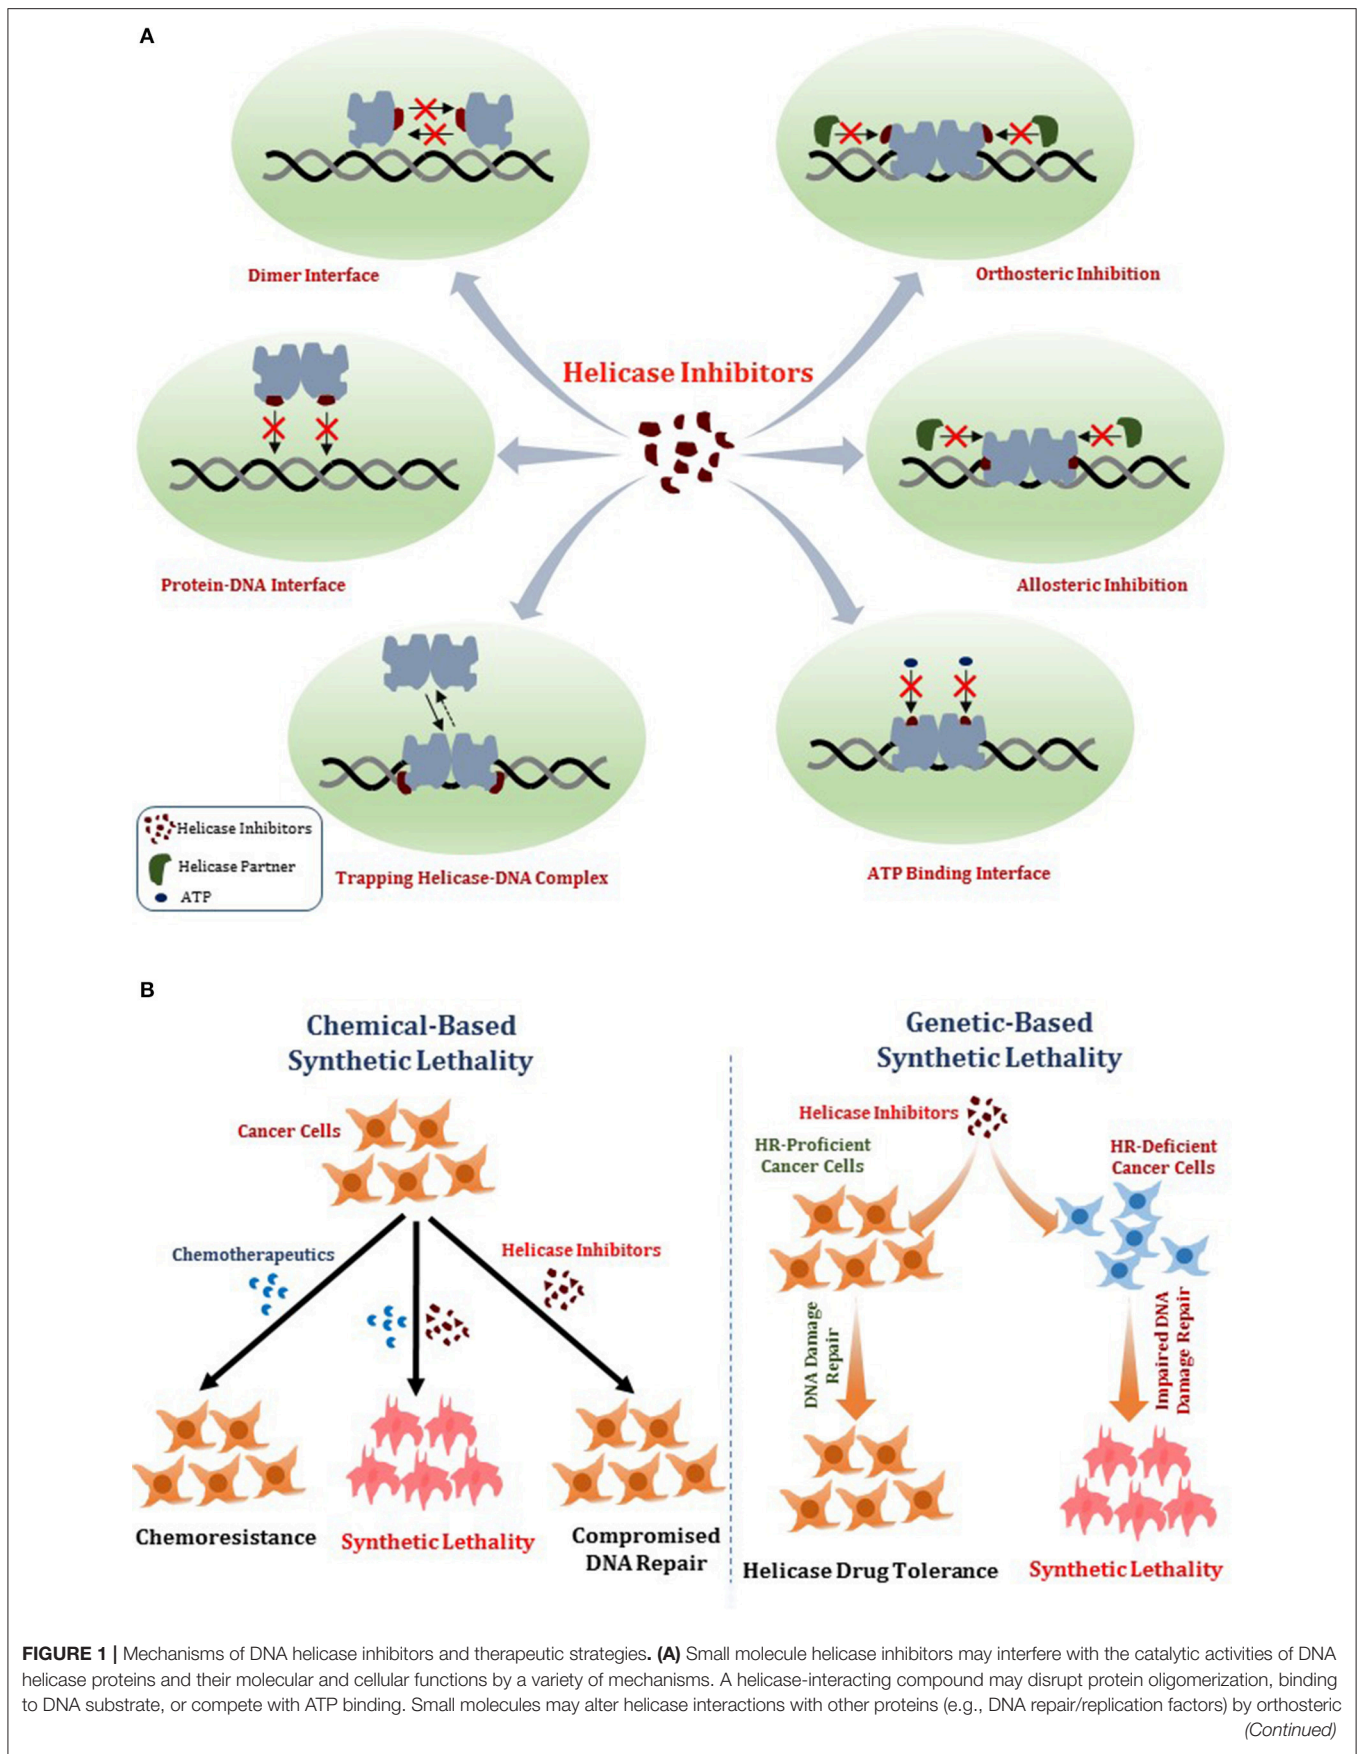 A
Dimer Interface
Orthosteric Inhibition
Helicase Inhibitors
Protein-DNA Interface
Allosteric Inhibition
Helicase Inhibitors
Helicase Partner
ATP
Trapping Helicase-DNA Complex
ATP Binding Interface
B
Chemical-Based
Synthetic Lethality
Cancer Cells
Chemotherapeutics
Helicase Inhibitors
Chemoresistance
Synthetic Lethality
Compromised
DNA Repair
Genetic-Based
Synthetic Lethality
Helicase Inhibitors
HR-Proficient
Cancer Cells
HR-Deficient
Cancer Cells
DNA Damage
Repair
Impaired DNA
Damage Repair
Helicase Drug Tolerance
Synthetic Lethality
FIGURE 1 | Mechanisms of DNA helicase inhibitors and therapeutic strategies. (A) Small molecule helicase inhibitors may interfere with the catalytic activities of DNA
helicase proteins and their molecular and cellular functions by a variety of mechanisms. A helicase-interacting compound may disrupt protein oligomerization, binding
to DNA substrate, or compete with ATP binding. Small molecules may alter helicase interactions with other proteins (e.g., DNA repair/replication factors) by orthosteric
(Continued)